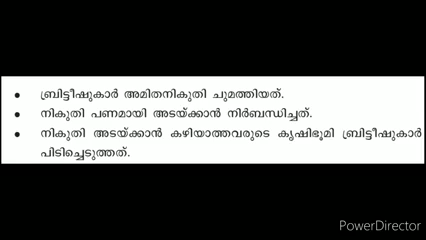 • ബ്രിട്ടീഷുകാർ അമിതനികുതി ചുമത്തിയത്.
• നികുതി പണമായി അടയ്ക്കാൻ നിർബന്ധിച്ചത്.
• നികുതി അടയ്ക്കാൻ കഴിയാത്തവരുടെ കൃഷിഭൂമി ബ്രിട്ടീഷുകാർ
പിടിച്ചെടുത്തത്.
PowerDirector